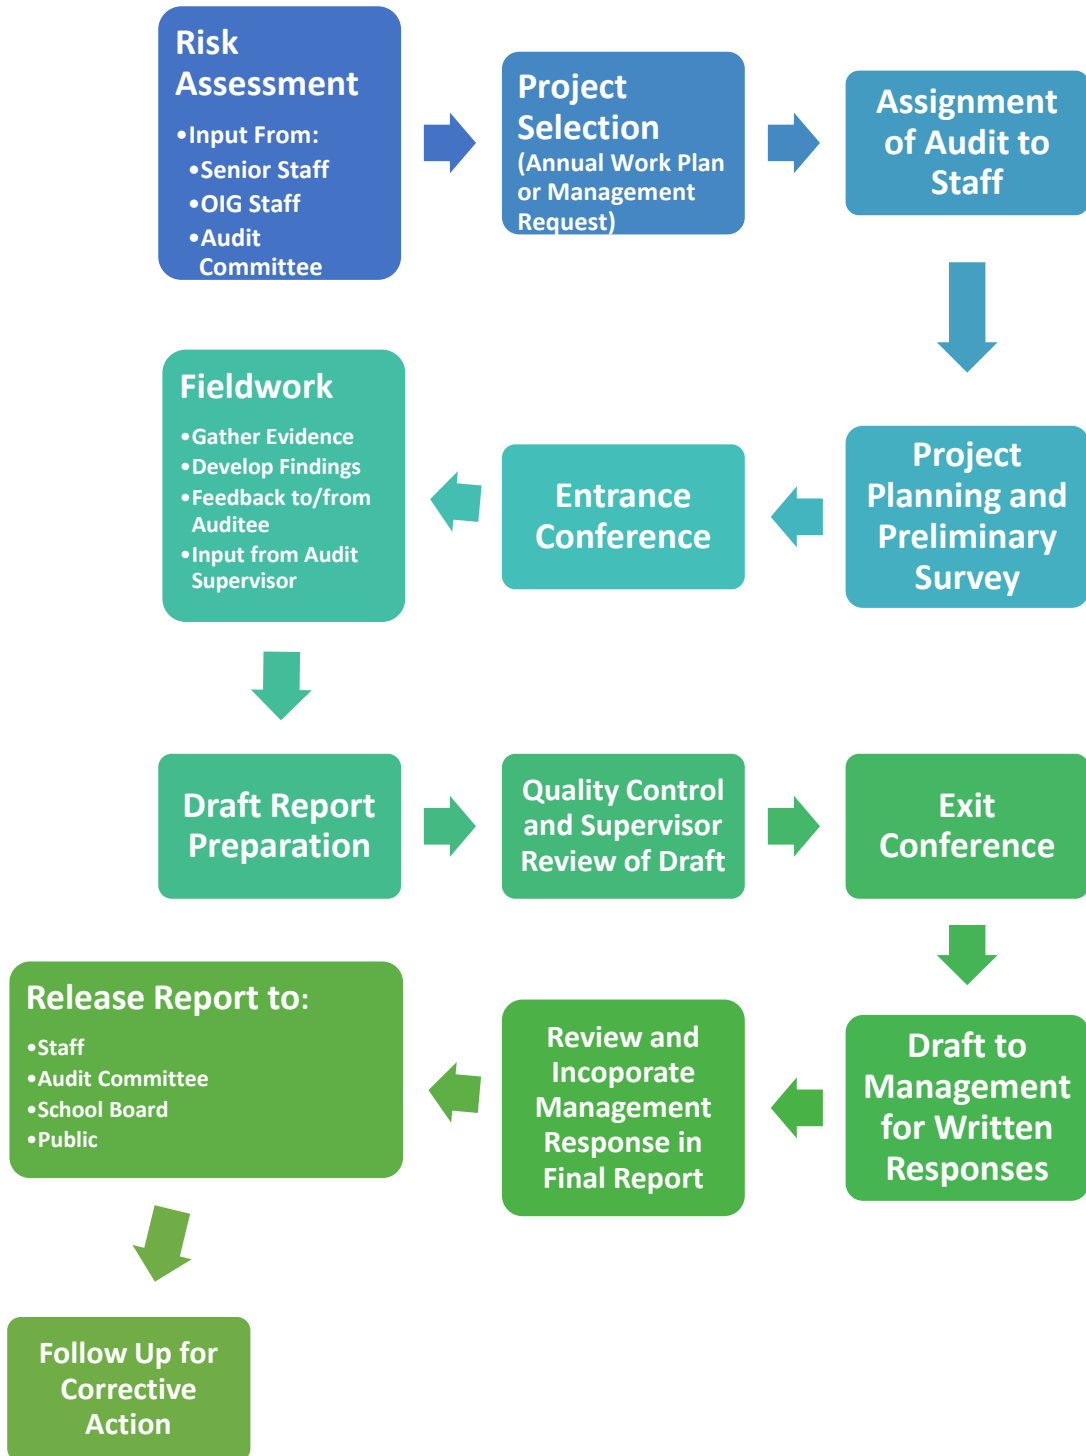 Risk
Assessment
•Input From:
•Senior Staff
•OIG Staff
•Audit
Committee
Project
Selection
(Annual Work Plan
or Management
Request)
Assignment
of Audit to
Staff
Project
Planning and
Preliminary
Survey
Entrance
Conference
Fieldwork
•Gather Evidence
•Develop Findings
•Feedback to/from
Auditee
•Input from Audit
Supervisor
Draft Report
Preparation
Quality Control
and Supervisor
Review of Draft
Exit
Conference
Draft to
Management
for Written
Responses
Review and
Incoporate
Management
Response in
Final Report
Release Report to:
•Staff
•Audit Committee
•School Board
•Public
Follow Up for
Corrective
Action